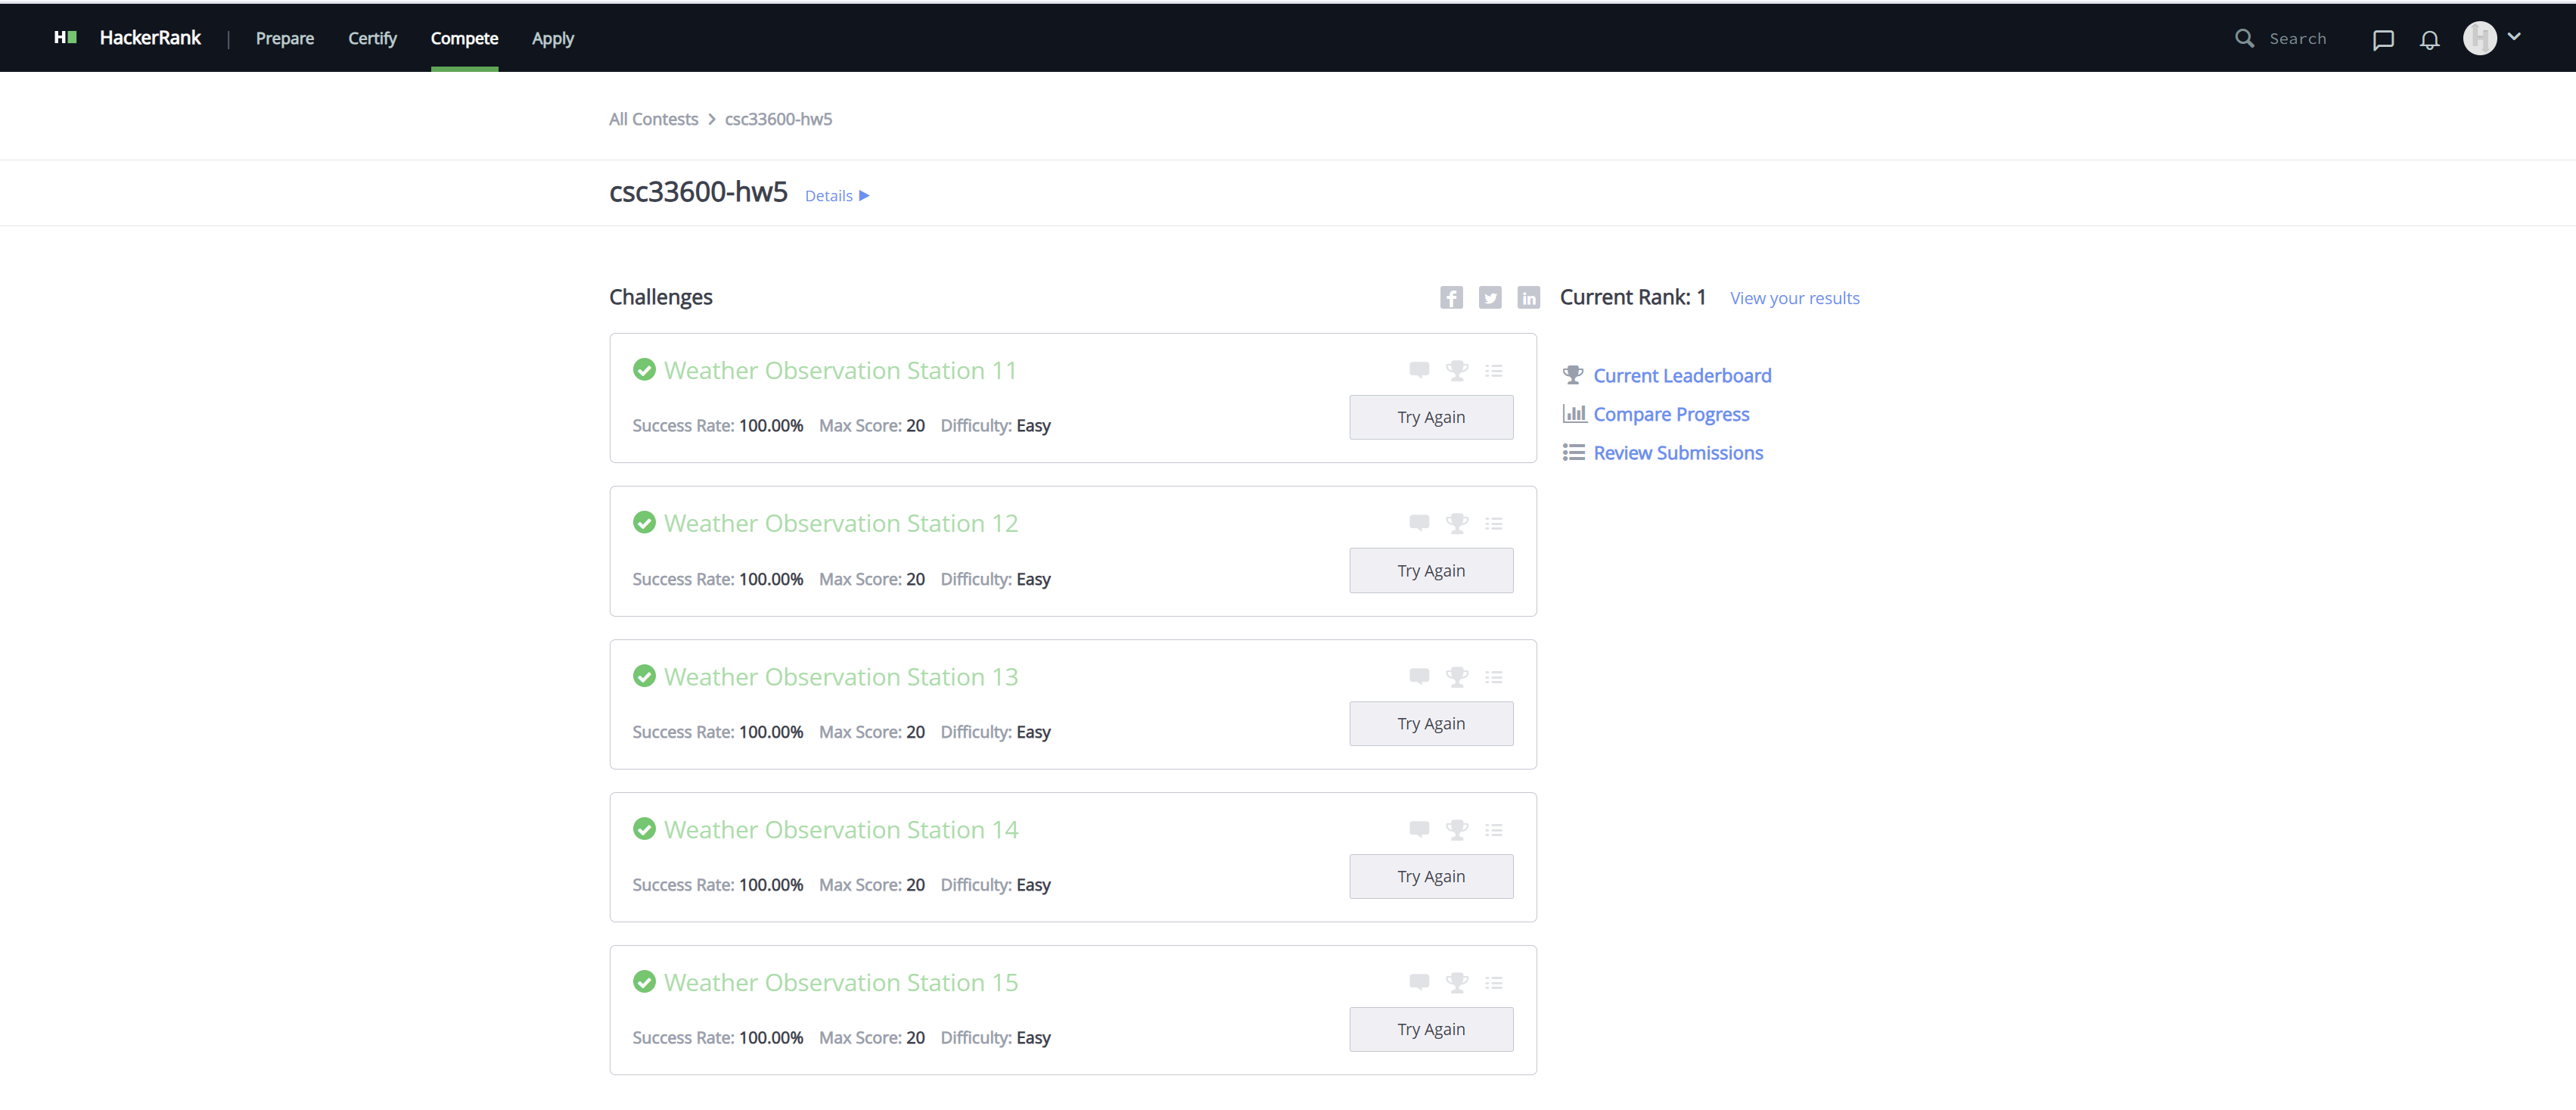 HackerRank | Prepare Certify Compete Apply Search
All Contests > csc33600-hw5
csc33600-hw5 Details ▶
Challenges
Current Rank: 1 View your results
Weather Observation Station 11
Success Rate: 100.00% Max Score: 20 Difficulty: Easy
Try Again
Weather Observation Station 12
Success Rate: 100.00% Max Score: 20 Difficulty: Easy
Try Again
Weather Observation Station 13
Success Rate: 100.00% Max Score: 20 Difficulty: Easy
Try Again
Weather Observation Station 14
Success Rate: 100.00% Max Score: 20 Difficulty: Easy
Try Again
Weather Observation Station 15
Success Rate: 100.00% Max Score: 20 Difficulty: Easy
Try Again
Current Leaderboard
Compare Progress
Review Submissions